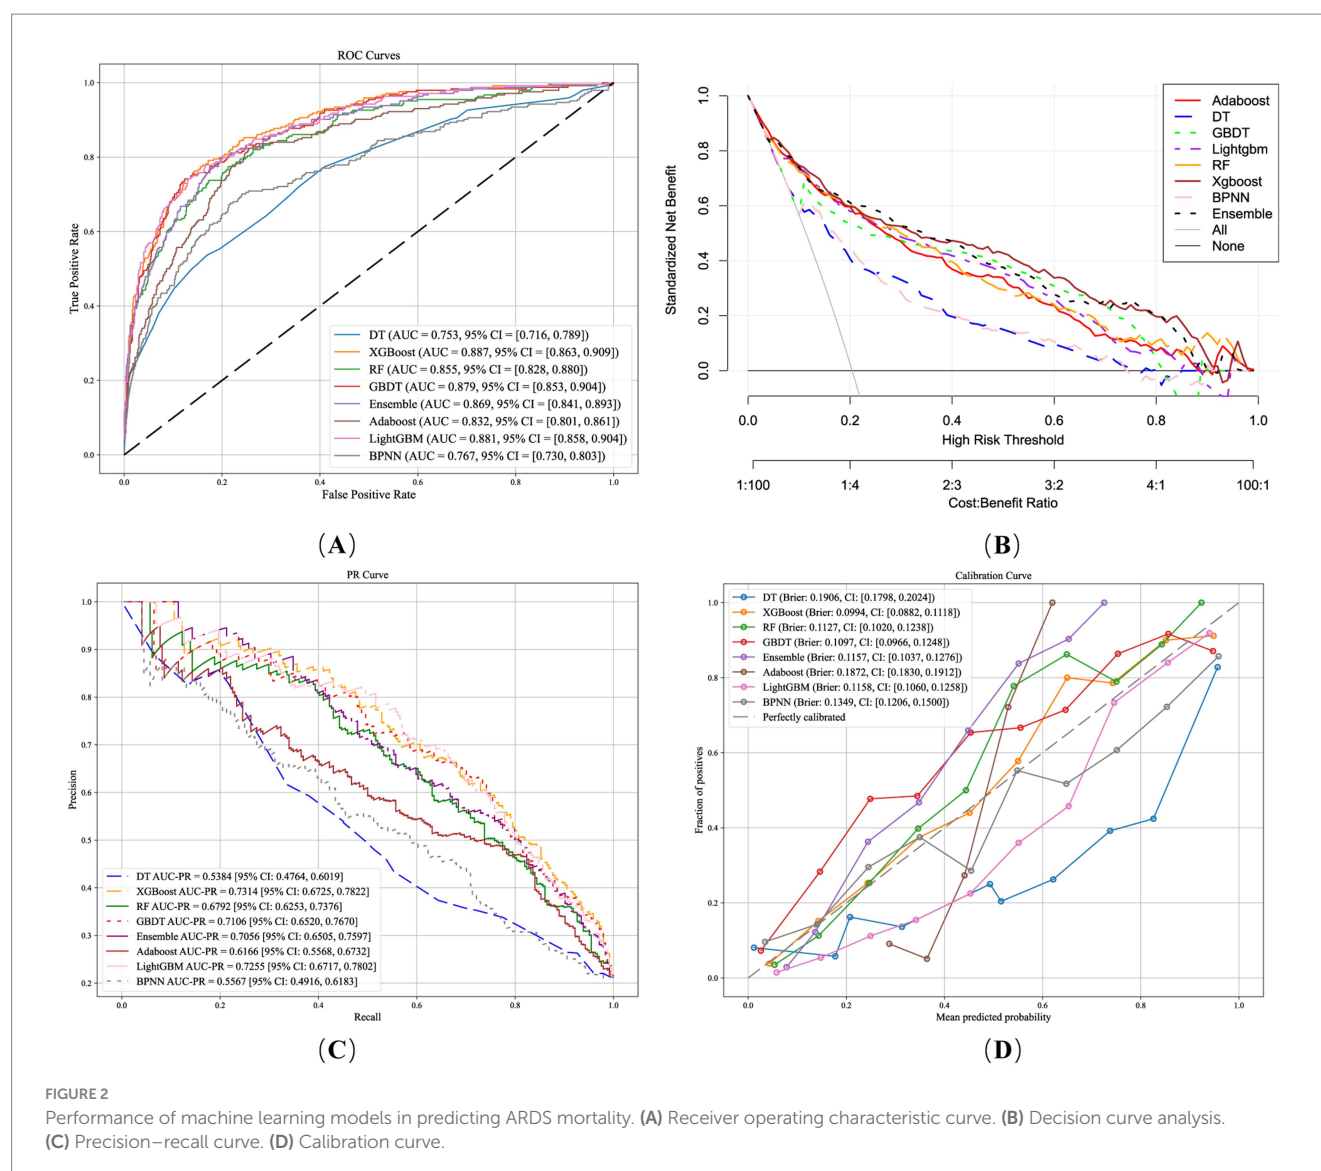 ROC Curves
1.0
0.8
0.6
0.4
0.2
0.0
True Positive Rate
DT (AUC = 0.753, 95% CI = [0.716, 0.789])
XGBoost (AUC = 0.887, 95% CI = [0.863, 0.909])
RF (AUC = 0.855, 95% CI = [0.828, 0.880])
GBDT (AUC = 0.879, 95% CI = [0.853, 0.904])
Ensemble (AUC = 0.869, 95% CI = [0.841, 0.893])
Adaboost (AUC = 0.832, 95% CI = [0.801, 0.861])
LightGBM (AUC = 0.881, 95% CI = [0.858, 0.904])
BPNN (AUC = 0.767, 95% CI = [0.730, 0.803])
0.0 0.2 0.4 0.6 0.8 1.0
False Positive Rate
(A)
1.0
0.8
0.6
0.4
0.2
0.0
Standardized Net Benefit
Adaboost
DT
GBDT
Lightgbm
RF
Xgboost
BPNN
Ensemble
All
None
0.0 0.2 0.4 0.6 0.8 1.0
High Risk Threshold
1:100 1:4 2:3 3:2 4:1 100:1
Cost:Benefit Ratio
(B)
PR Curve
1.0
0.9
0.8
0.7
0.6
0.5
0.4
0.3
0.2
Precision
DT AUC-PR = 0.5384 [95% CI: 0.4764, 0.6019]
XGBoost AUC-PR = 0.7314 [95% CI: 0.6725, 0.7822]
RF AUC-PR = 0.6792 [95% CI: 0.6253, 0.7376]
GBDT AUC-PR = 0.7106 [95% CI: 0.6520, 0.7670]
Ensemble AUC-PR = 0.7056 [95% CI: 0.6505, 0.7597]
Adaboost AUC-PR = 0.6166 [95% CI: 0.5568, 0.6732]
LightGBM AUC-PR = 0.7255 [95% CI: 0.6717, 0.7802]
BPNN AUC-PR = 0.5567 [95% CI: 0.4916, 0.6183]
0.0 0.2 0.4 0.6 0.8 1.0
Recall
(C)
Calibration Curve
1.0
0.8
0.6
0.4
0.2
0.0
Fraction of positives
DT (Brier: 0.1906, CI: [0.1798, 0.2024])
XGBoost (Brier: 0.0994, CI: [0.0882, 0.1118])
RF (Brier: 0.1127, CI: [0.1020, 0.1238])
GBDT (Brier: 0.1097, CI: [0.0966, 0.1248])
Ensemble (Brier: 0.1157, CI: [0.1037, 0.1276])
Adaboost (Brier: 0.1872, CI: [0.1830, 0.1912])
LightGBM (Brier: 0.1158, CI: [0.1060, 0.1258])
BPNN (Brier: 0.1349, CI: [0.1206, 0.1500])
Perfectly calibrated
0.0 0.2 0.4 0.6 0.8 1.0
Mean predicted probability
(D)
FIGURE 2
Performance of machine learning models in predicting ARDS mortality. (A) Receiver operating characteristic curve. (B) Decision curve analysis.
(C) Precision–recall curve. (D) Calibration curve.